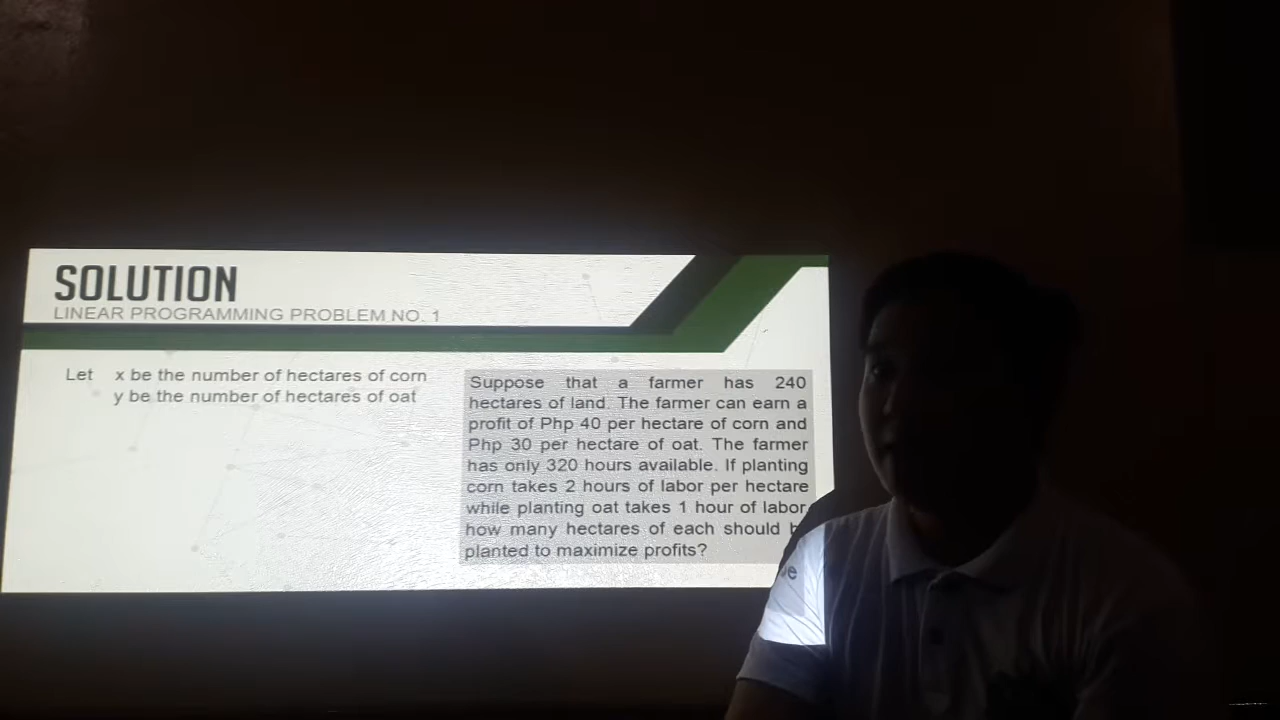 SOLUTION
LINEAR PROGRAMMING PROBLEM NO. 1
Let x be the number of hectares of corn
y be the number of hectares of oat
Suppose that a farmer has 240
hectares of land. The farmer can earn a
profit of Php 40 per hectare of corn and
Php 30 per hectare of oat. The farmer
has only 320 hours available. If planting
corn takes 2 hours of labor per hectare
while planting oat takes 1 hour of labor,
how many hectares of each should be
planted to maximize profits?